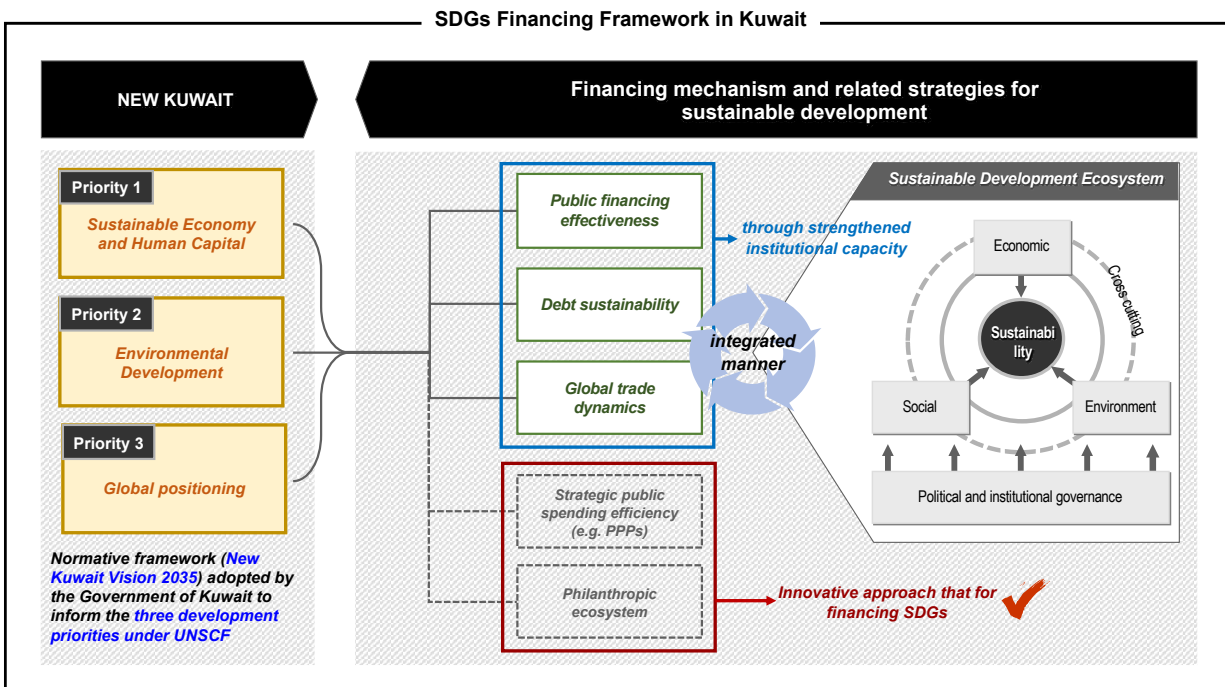 SDGs Financing Framework in Kuwait
NEW KUWAIT
Financing mechanism and related strategies for
sustainable development
Priority 1
Sustainable Economy
and Human Capital
Priority 2
Environmental
Development
Priority 3
Global positioning
Normative framework (New
Kuwait Vision 2035) adopted by
the Government of Kuwait to
inform the three development
priorities under UNSCF
Public financing
effectiveness
Debt sustainability
Global trade
dynamics
through strengthened
institutional capacity
integrated
manner
Strategic public
spending efficiency
(e.g. PPPs)
Philanthropic
ecosystem
Innovative approach that for
financing SDGs
Sustainable Development Ecosystem
Economic
Cross cutting
Sustainabi
lity
Social
Environment
Political and institutional governance